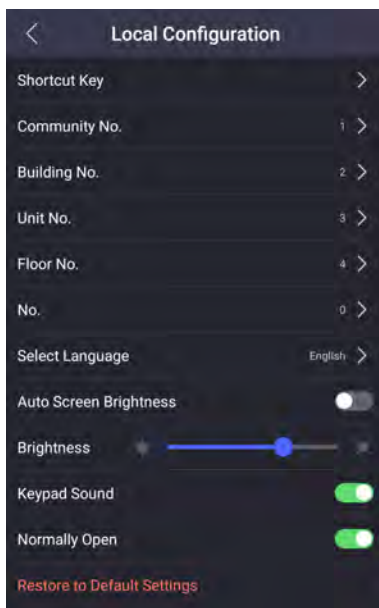 Local Configuration
Shortcut Key
Community No. 1
Building No. 2
Unit No. 3
Floor No. 4
No. 0
Select Language English
Auto Screen Brightness
Brightness
Keypad Sound
Normally Open
Restore to Default Settings